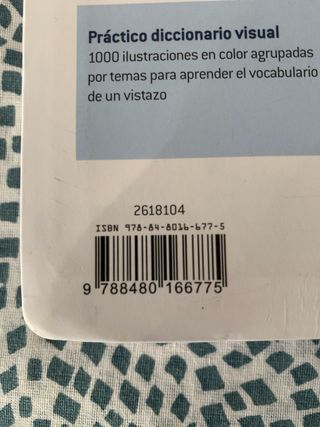 Práctico diccionario visual
1000 ilustraciones en color agrupadas
por temas para aprender el vocabulario
de un vistazo
2618104
ISBN 978-84-8016-677-5
9 788480 166775